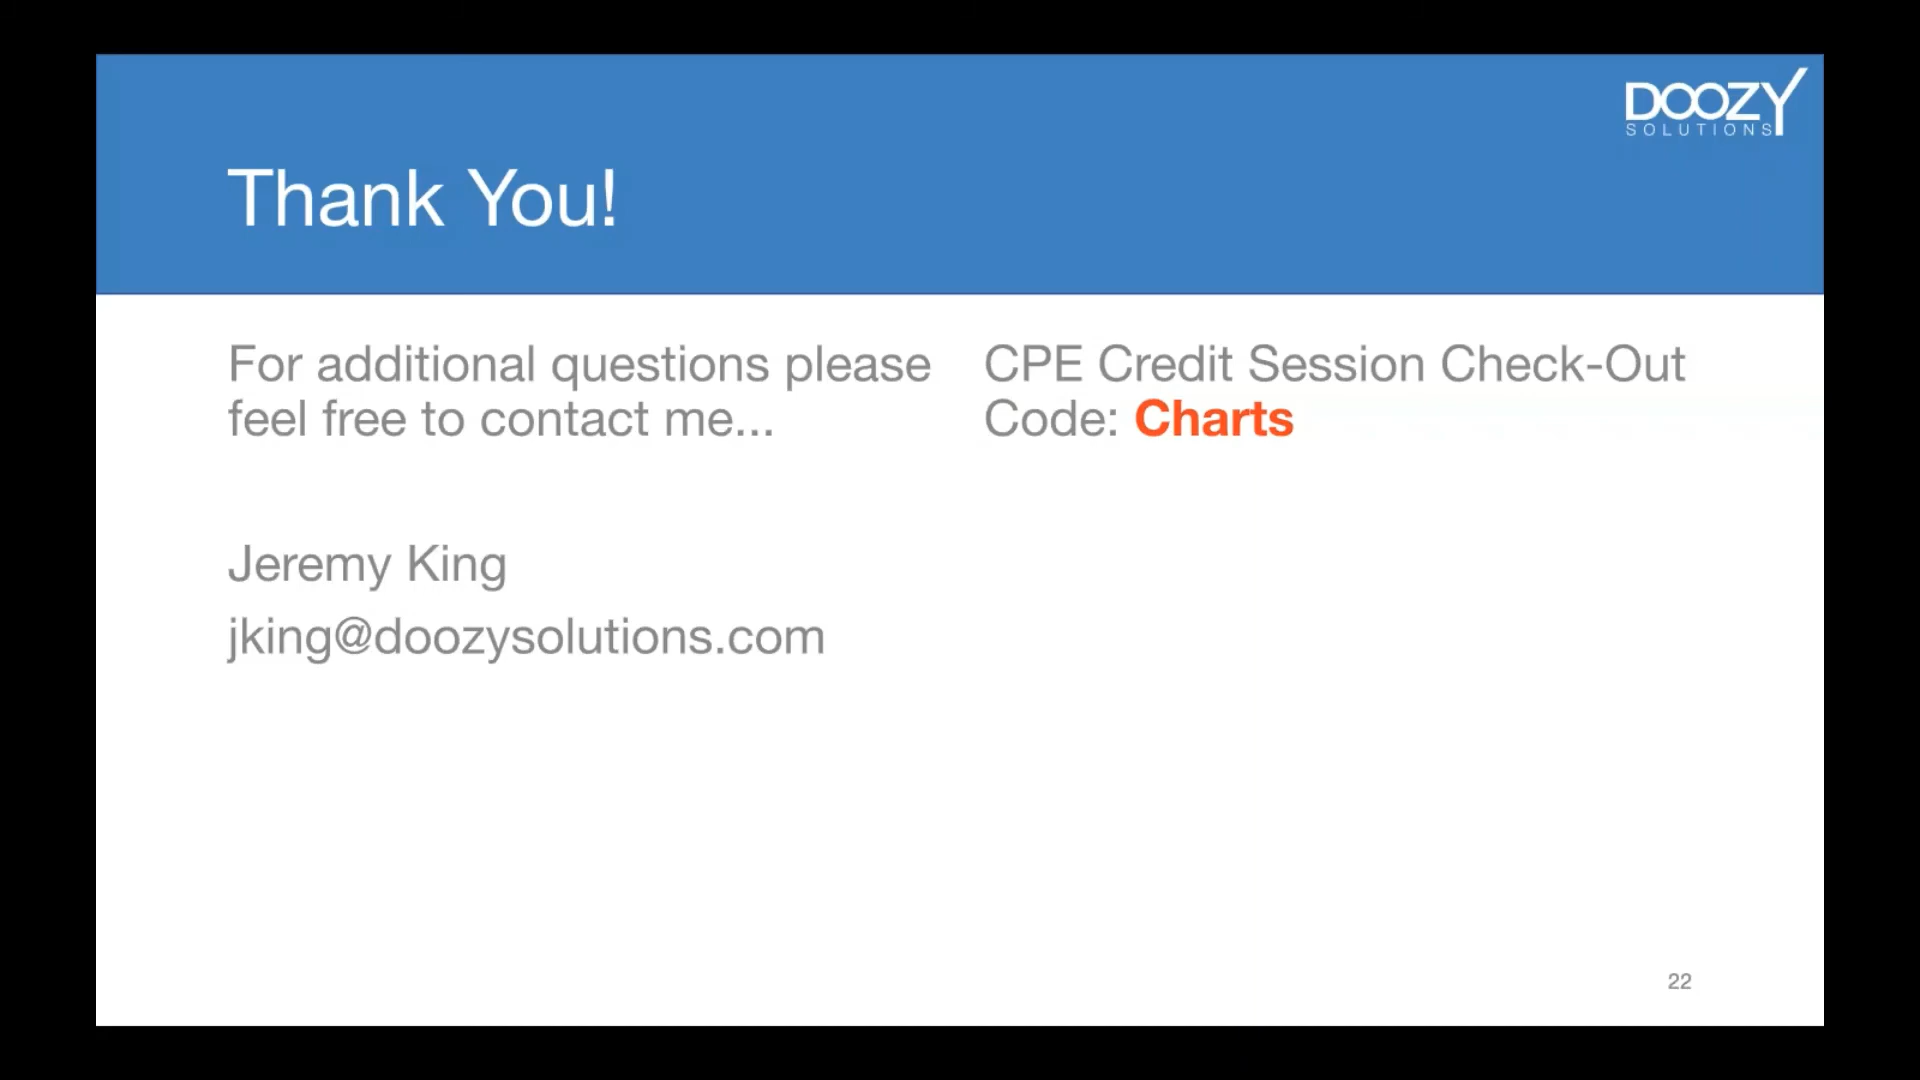 DOOZY
SOLUTIONS
Thank You!
For additional questions please
feel free to contact me...
Jeremy King
jking@doozysolutions.com
CPE Credit Session Check-Out
Code: Charts
22